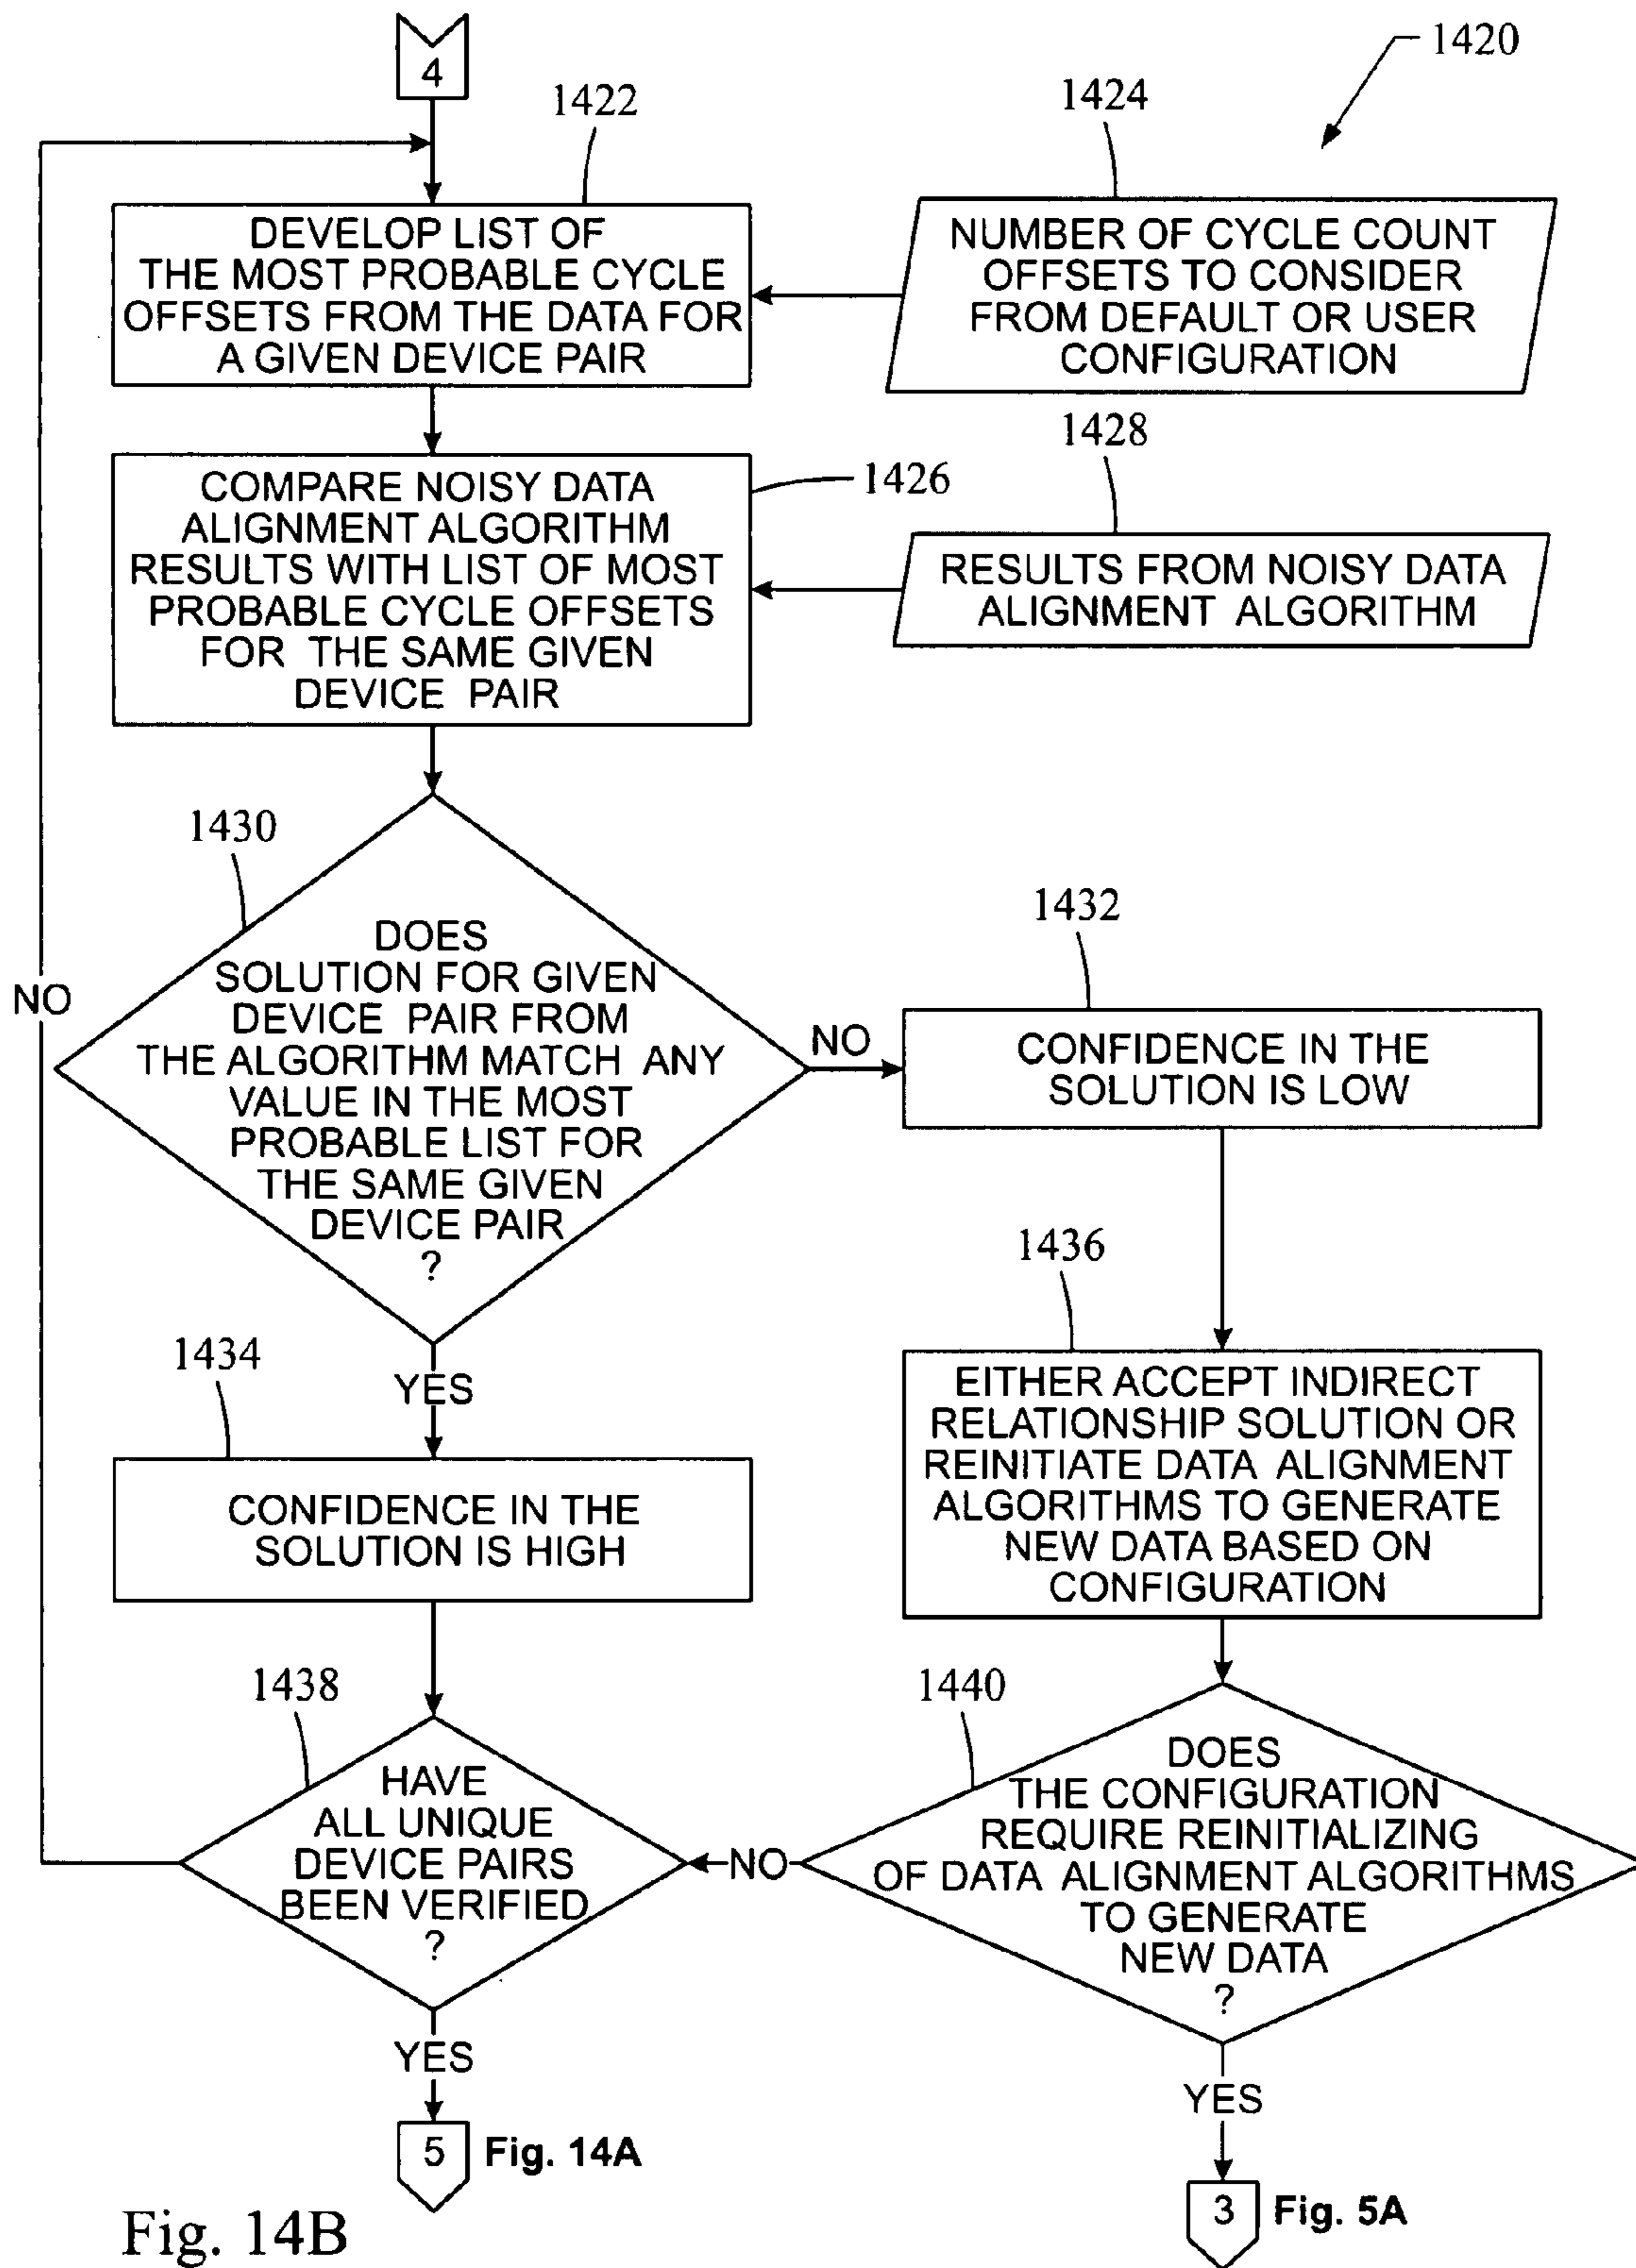 4
1420
1422
1424
DEVELOP LIST OF
THE MOST PROBABLE CYCLE
OFFSETS FROM THE DATA FOR
A GIVEN DEVICE PAIR
NUMBER OF CYCLE COUNT
OFFSETS TO CONSIDER
FROM DEFAULT OR USER
CONFIGURATION
1428
COMPARE NOISY DATA
ALIGNMENT ALGORITHM
RESULTS WITH LIST OF MOST
PROBABLE CYCLE OFFSETS
FOR THE SAME GIVEN
DEVICE PAIR
1426
RESULTS FROM NOISY DATA
ALIGNMENT ALGORITHM
1430
DOES
SOLUTION FOR GIVEN
DEVICE PAIR FROM
THE ALGORITHM MATCH ANY
VALUE IN THE MOST
PROBABLE LIST FOR
THE SAME GIVEN
DEVICE PAIR
?
NO
NO
1432
CONFIDENCE IN THE
SOLUTION IS LOW
YES
1434
CONFIDENCE IN THE
SOLUTION IS HIGH
1436
EITHER ACCEPT INDIRECT
RELATIONSHIP SOLUTION OR
REINITIATE DATA ALIGNMENT
ALGORITHMS TO GENERATE
NEW DATA BASED ON
CONFIGURATION
1438
HAVE
ALL UNIQUE
DEVICE PAIRS
BEEN VERIFIED
?
NO
1440
DOES
THE CONFIGURATION
REQUIRE REINITIALIZING
OF DATA ALIGNMENT ALGORITHMS
TO GENERATE
NEW DATA
?
YES
5 Fig. 14A
YES
3 Fig. 5A
Fig. 14B